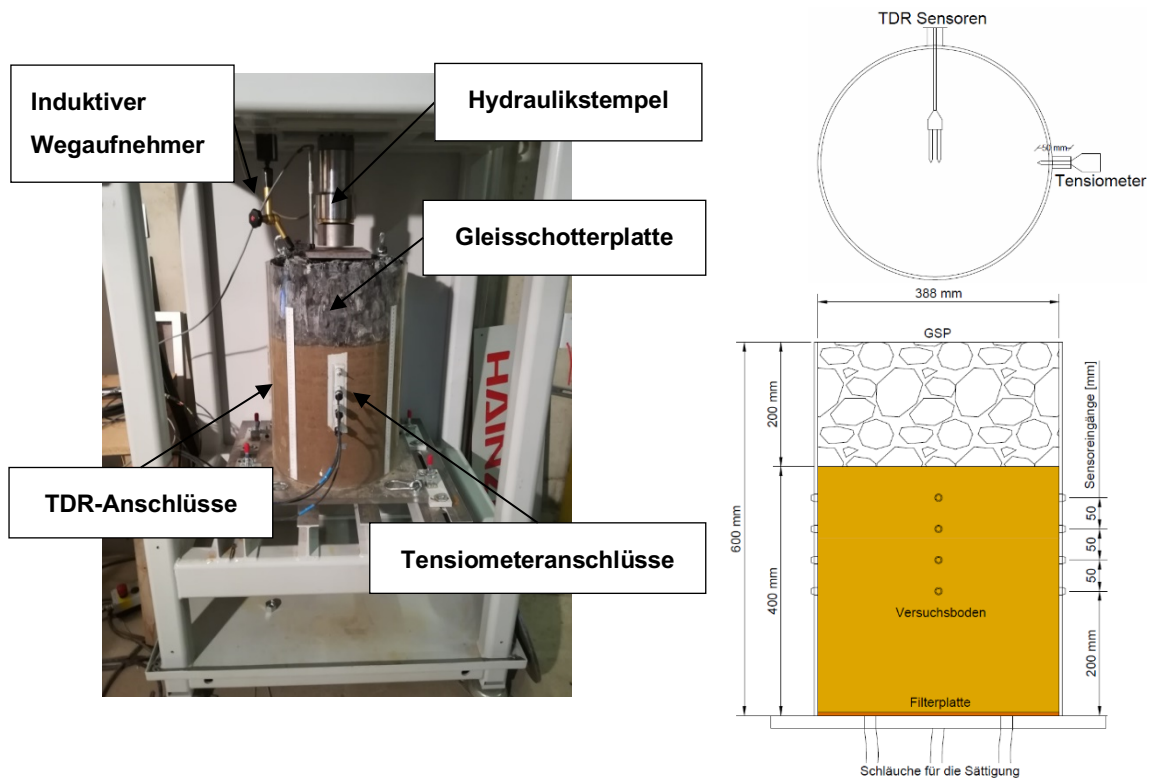 Induktiver
Wegaufnehmer
Hydraulikstempel
Gleisschotterplatte
TDR-Anschlüsse
Tensiometeranschlüsse
TDR Sensoren
50 mm
Tensiometer
388 mm
GSP
200 mm
Sensoreingänge [mm]
50
50
50
600 mm
400 mm
Versuchsboden
200 mm
Filterplatte
Schläuche für die Sättigung